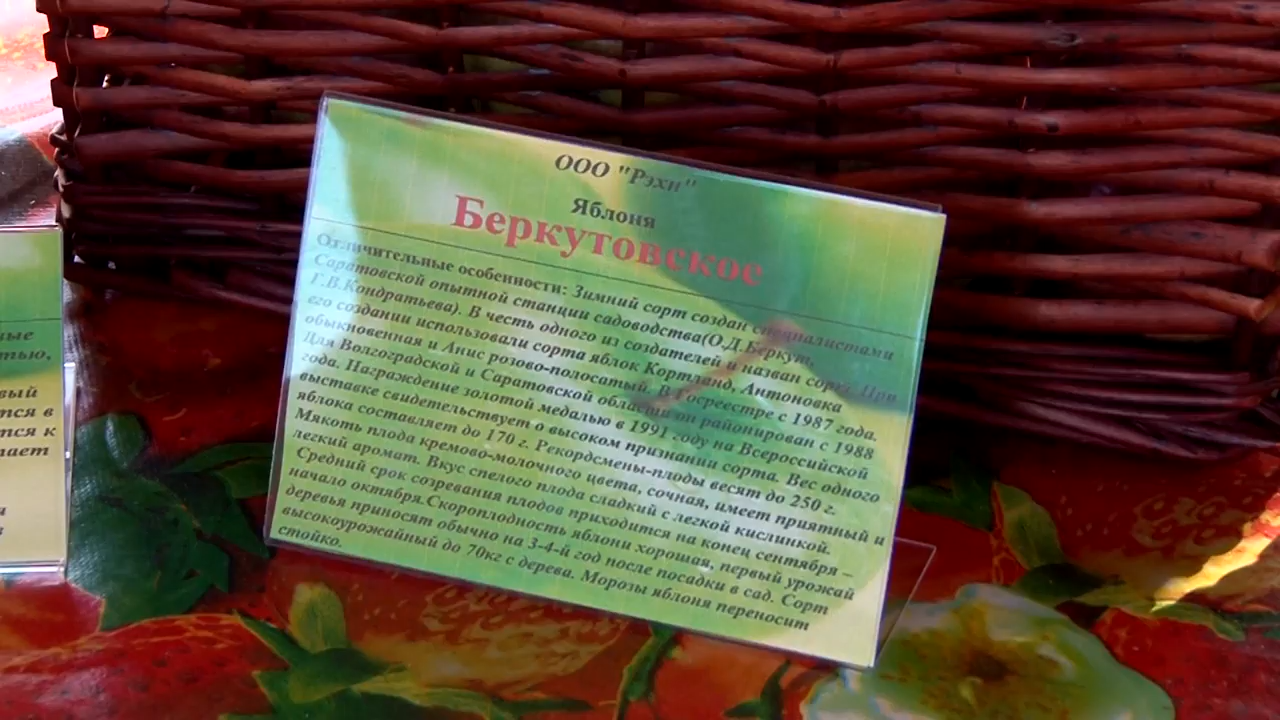 ООО "Рэхн"
Яблоня
Беркутовское
Отличительные особенности: Зимний сорт создан специалистами
Саратовской опытной станции садоводства(О.Д.Беркут,
Г.В.Кондратьева). В честь одного из создателей и назван сорт. При
его создании использовали сорта яблок Кортланд, Антоновка
обыкновенная и Анис розово-полосатый. В Госреестре с 1987 года.
Для Волгоградской и Саратовской области он районирован с 1988
года. Награждение золотой медалью в 1991 году на Всероссийской
выставке свидетельствует о высоком признании сорта. Вес одного
яблока составляет до 170 г. Рекордсмены-плоды весят до 250 г.
Мякоть плода кремово-молочного цвета, сочная, имеет приятный и
легкий аромат. Вкус спелого плода сладкий с легкой кислинкой.
Средний срок созревания плодов приходится на конец сентября –
начало октября.Скороплодность яблони хорошая, первый урожай
деревья приносят обычно на 3-4-й год после посадки в сад. Сорт
высокоурожайный до 70кг с дерева. Морозы яблоня переносит
стойко.